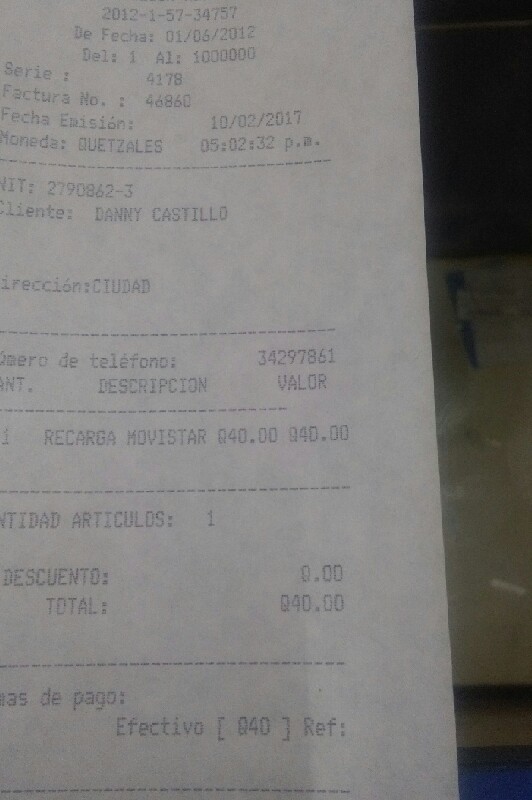 2012-1-57-34757
De Fecha: 01/06/2012
Del: 1 Al: 1000000
Serie : 4178
Factura No. : 46860
Fecha Emisión: 10/02/2017
Moneda: QUETZALES 05:02:32 p.m.
NIT: 2790862-3
Cliente: DANNY CASTILLO
irección:CIUDAD
úmero de teléfono: 34297861
ANT. DESCRIPCION VALOR
1 RECARGA MOVISTAR Q40.00 Q40.00
NTIDAD ARTICULOS: 1
DESCUENTO: 0.00
TOTAL: Q40.00
mas de pago:
Efectivo [ Q40 ] Ref: